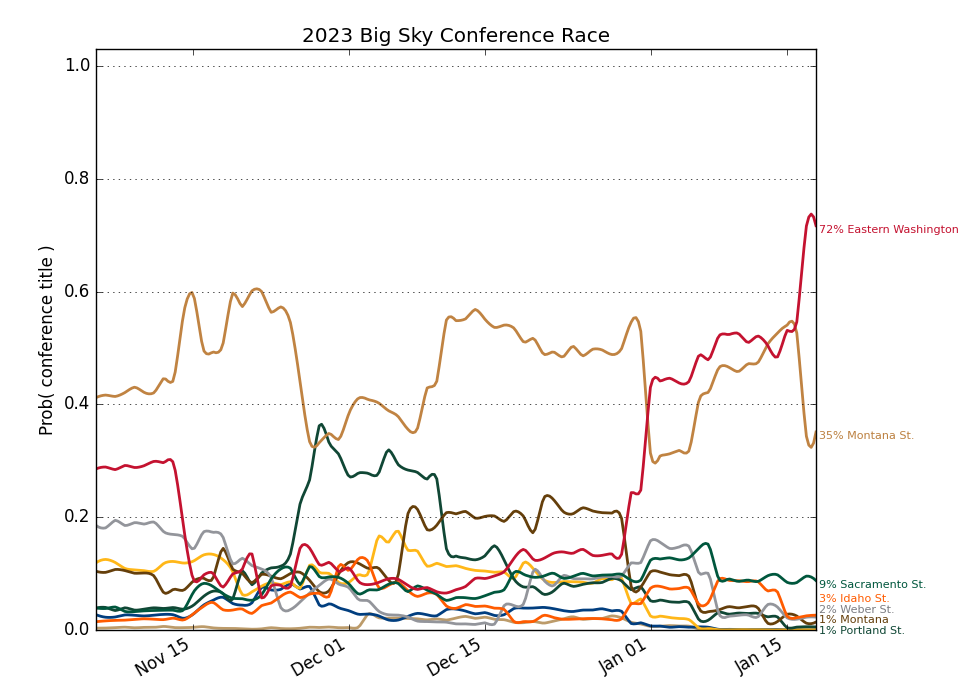 2023 Big Sky Conference Race
1.0
0.8
0.6
0.4
0.2
0.0
Prob( conference title )
Nov 15
Dec 01
Dec 15
Jan 01
Jan 15
72% Eastern Washington
35% Montana St.
9% Sacramento St.
3% Idaho St.
2% Weber St.
1% Montana
1% Portland St.